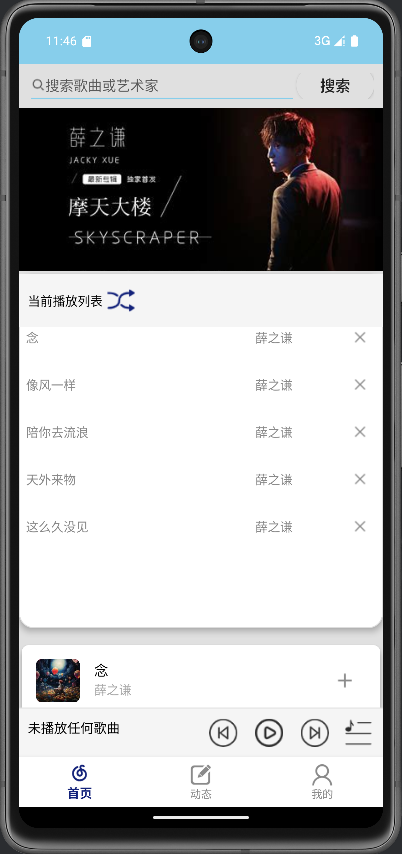 11:46
3G
搜索歌曲或艺术家
搜索
薛之谦
JACKY XUE
最新专辑 独家首发
摩天大楼
SKYSCRAPER
当前播放列表
念 薛之谦
像风一样 薛之谦
陪你去流浪 薛之谦
天外来物 薛之谦
这么久没见 薛之谦
念
薛之谦
未播放任何歌曲
首页 动态 我的